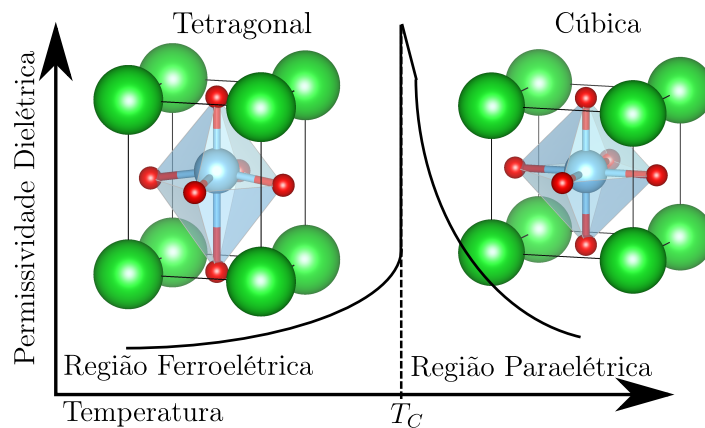 Tetragonal
Cúbica
Permissividade Dielétrica
Região Ferroelétrica
Região Paraelétrica
Temperatura
T_C